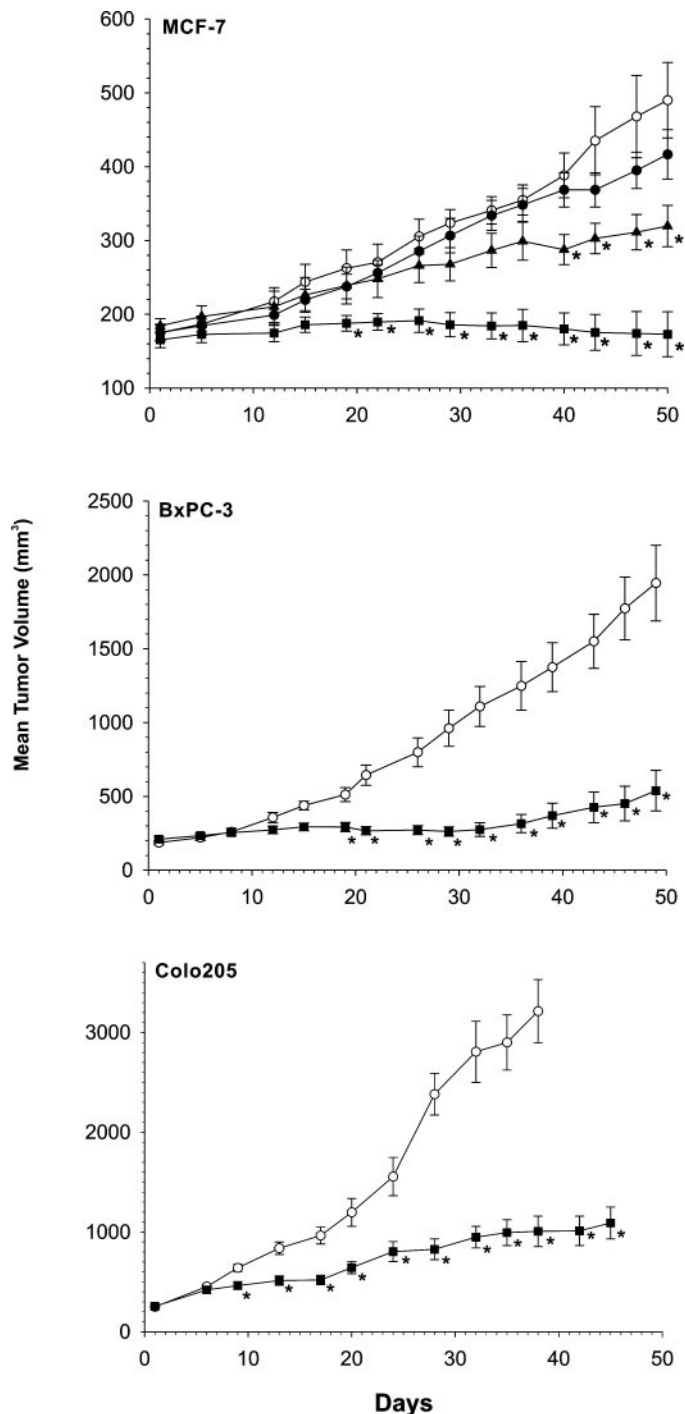 MCF-7
600
500
400
300
200
100
0 10 20 30 40 50
* * * *
* * * * * * * * * *
Mean Tumor Volume (mm³)
BxPC-3
2500
2000
1500
1000
500
0
0 10 20 30 40 50
* * * * * * * * * *
Colo205
3000
2000
1000
0
0 10 20 30 40 50
* * * * * * * * * * *
Days